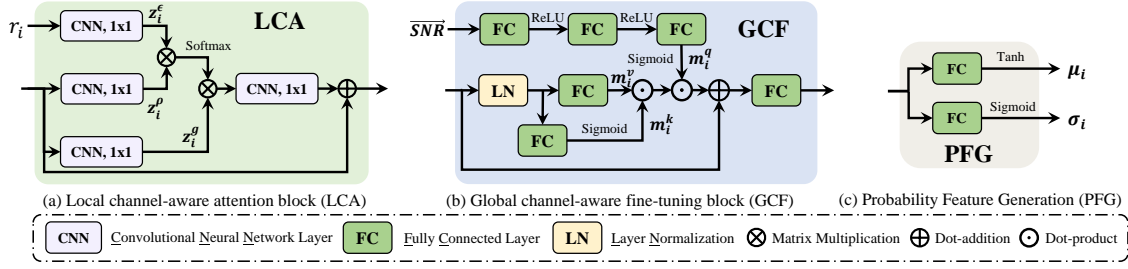 LCA
r_i
CNN, 1x1
z_i^ϵ
Softmax
CNN, 1x1
z_i^ρ
CNN, 1x1
CNN, 1x1
z_i^g
(a) Local channel-aware attention block (LCA)
GCF
SNR
FC
ReLU
FC
ReLU
FC
Sigmoid
m_i^q
LN
FC
m_i^v
FC
FC
Sigmoid
m_i^k
(b) Global channel-aware fine-tuning block (GCF)
FC
Tanh
μ_i
FC
Sigmoid
σ_i
PFG
(c) Probability Feature Generation (PFG)
CNN Convolutional Neural Network Layer FC Fully Connected Layer LN Layer Normalization Matrix Multiplication Dot-addition Dot-product